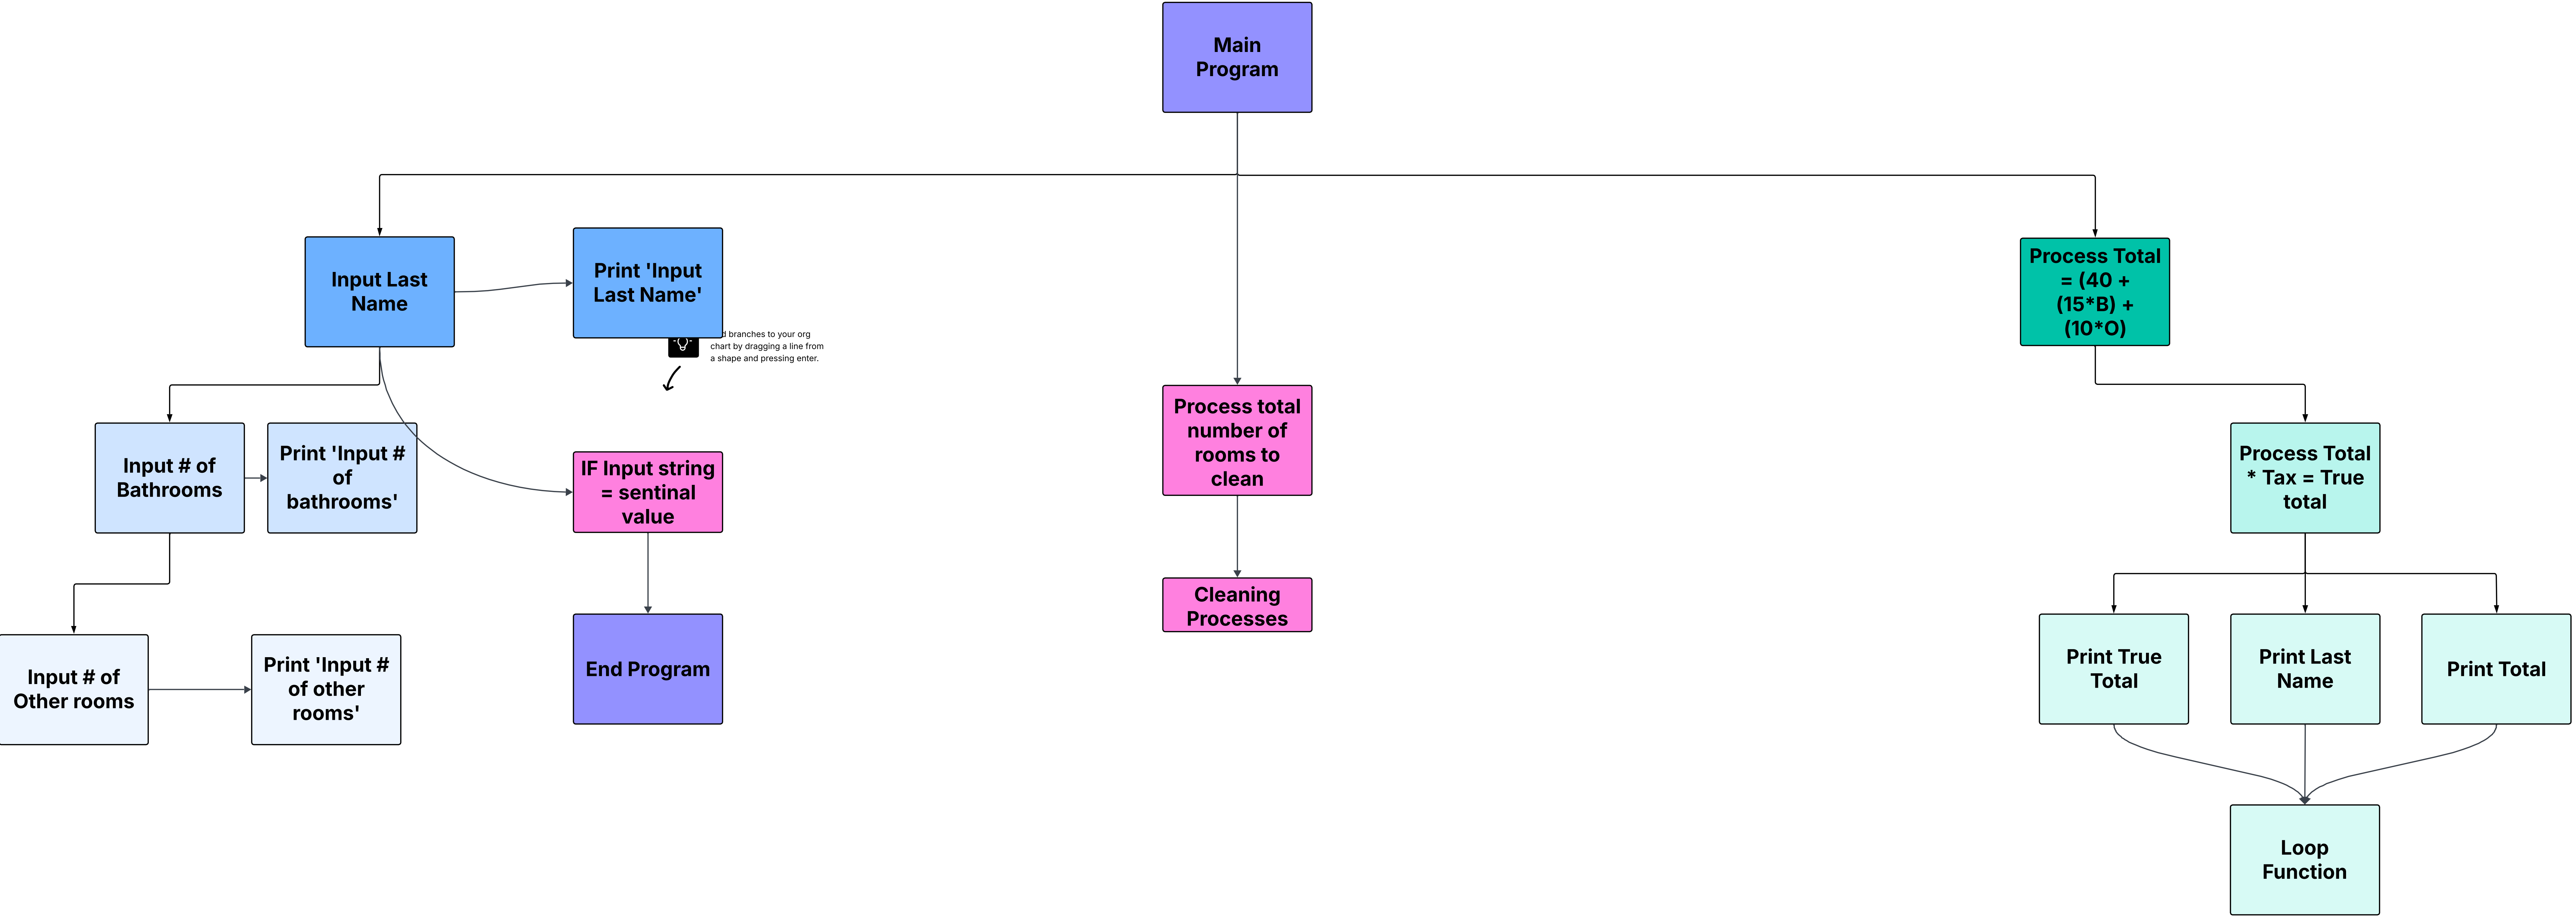 Main
Program
Input Last
Name
Print 'Input
Last Name'
Process Total
= (40 +
(15*B) +
(10*O)
branches to your org
chart by dragging a line from
a shape and pressing enter.
Process total
number of
rooms to
clean
Input # of
Bathrooms
Print 'Input #
of
bathrooms'
IF Input string
= sentinal
value
Process Total
* Tax = True
total
Cleaning
Processes
Input # of
Other rooms
Print 'Input #
of other
rooms'
End Program
Print True
Total
Print Last
Name
Print Total
Loop
Function